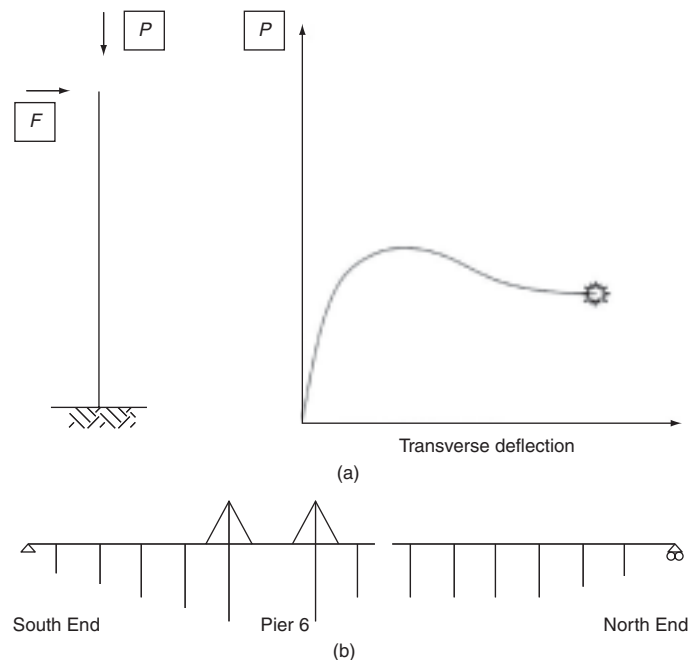 P
P
F
Transverse deflection
(a)
South End
Pier 6
North End
(b)